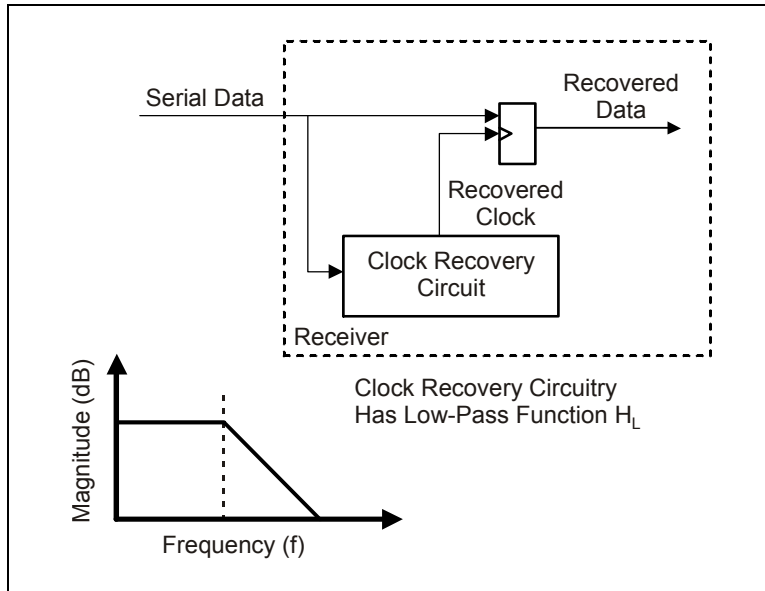 Serial Data
Recovered
Data
Recovered
Clock
Clock Recovery
Circuit
Receiver
Clock Recovery Circuitry
Has Low-Pass Function HL
Magnitude (dB)
Frequency (f)